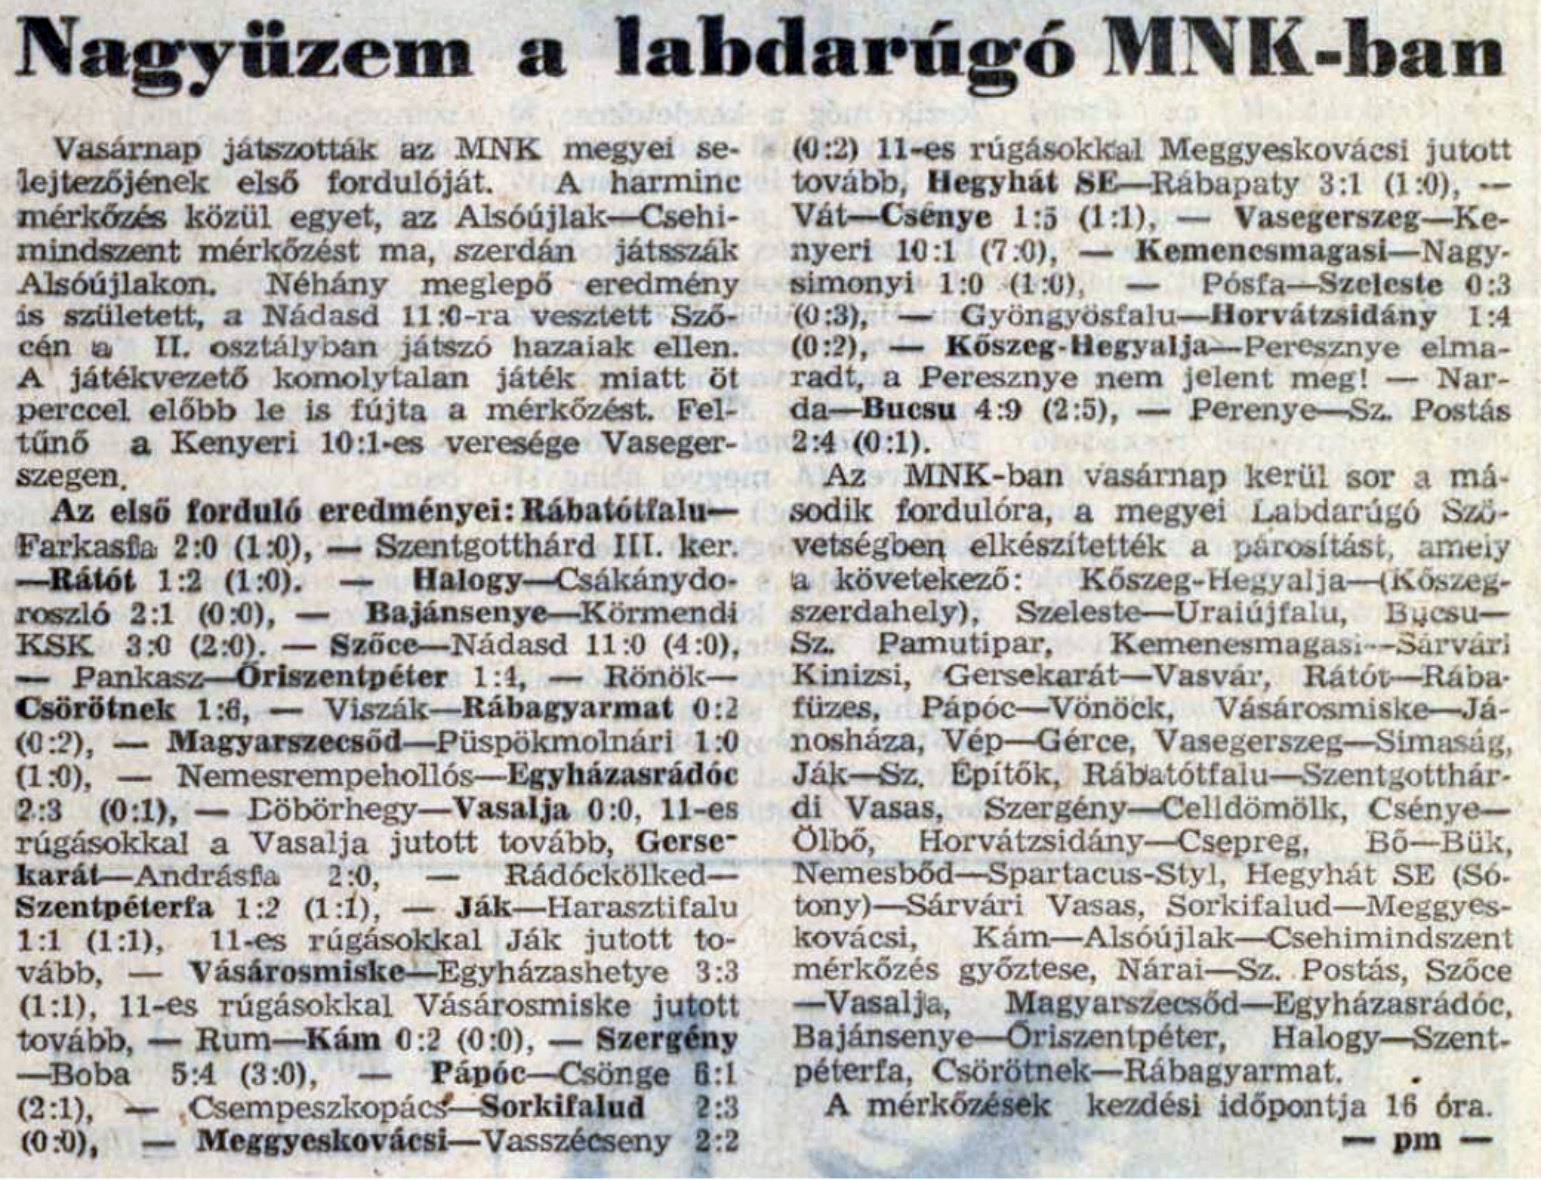 Nagyüzem a labdarúgó MNK-ban
Vasárnap játszották az MNK megyei se-
lejtezőjének első fordulóját. A harminc
mérkőzés közül egyet, az Alsóújlak—Csehi-
mindszent mérkőzést ma, szerdán játsszák
Alsóújlakon. Néhány meglepő eredmény
is született, a Nádasd 11:0-ra vesztett Sző-
cén a II. osztályban játszó hazaiak ellen.
A játékvezető komolytalan játék miatt öt
perccel előbb le is fújta a mérkőzést. Fel-
tűnő a Kenyeri 10:1-es veresége Vaseger-
szegen.
Az első forduló eredményei: Rábatótfalu—
Farkasfa 2:0 (1:0), — Szentgotthárd III. ker.
—Rátót 1:2 (1:0). — Halogy—Csákánydo-
roszló 2:1 (0:0), — Bajánsenye—Körmendi
KSK 3:0 (2:0). — Szőce—Nádasd 11:0 (4:0),
— Pankasz—Őriszentpéter 1:4, — Rönök—
Csörötnek 1:6, — Viszák—Rábagyarmat 0:2
(0:2), — Magyarszecsőd—Püspökmolnári 1:0
(1:0), — Nemesrempehollós—Egyházasrádóc
2:3 (0:1), — Döbörhegy—Vasalja 0:0, 11-es
rúgásokkal a Vasalja jutott tovább, Gerse-
karát—Andrásfa 2:0, — Rádóckölked—
Szentpéterfa 1:2 (1:1), — Ják—Harasztifalu
1:1 (1:1), 11-es rúgásokkal Ják jutott to-
vább, — Vásárosmiske—Egyházashetye 3:3
(1:1), 11-es rúgásokkal Vásárosmiske jutott
tovább, — Rum—Kám 0:2 (0:0), — Szergény
—Boba 5:4 (3:0), — Pápóc—Csönge 6:1
(2:1), — Csempeszkopács—Sorkifalud 2:3
(0:0), — Meggyeskovácsi—Vasszécseny 2:2
(0:2) 11-es rúgásokkal Meggyeskovácsi jutott
tovább, Hegyhát SE—Rábapaty 3:1 (1:0), —
Vát—Csénye 1:5 (1:1), — Vasegerszeg—Ke-
nyeri 10:1 (7:0), — Kemencsmagasi—Nagy-
simonyi 1:0 (1:0), — Pósfa—Szeleste 0:3
(0:3), — Gyöngyösfalu—Horvátzsidány 1:4
(0:2), — Kőszeg-Hegyalja—Peresznye elma-
radt, a Peresznye nem jelent meg! — Nar-
da—Bucsu 4:9 (2:5), — Perenye—Sz. Postás
2:4 (0:1).
Az MNK-ban vasárnap kerül sor a má-
sodik fordulóra, a megyei Labdarúgó Szö-
vetségben elkészítették a párosítást, amely
a követekező: Kőszeg-Hegyalja—(Kőszeg-
szerdahely), Szeleste—Uraiújfalu, Bucsu—
Sz. Pamutipar, Kemenesmagasi—Sárvári
Kinizsi, Gersekarát—Vasvár, Rátót—Rába-
füzes, Pápóc—Vönöck, Vásárosmiske—Já-
nosháza, Vép—Gérce, Vasegerszeg—Simaság,
Ják—Sz. Építők, Rábatótfalu—Szentgotthár-
di Vasas, Szergény—Celldömölk, Csénye—
Ölbő, Horvátzsidány—Csepreg, Bő—Bük,
Nemesbőd—Spartacus-Styl, Hegyhát SE (Só-
tony)—Sárvári Vasas, Sorkifalud—Meggyes-
kovácsi, Kám—Alsóújlak—Csehimindszent
mérkőzés győztese, Nárai—Sz. Postás, Szőce
—Vasalja, Magyarszecsőd—Egyházasrádóc,
Bajánsenye—Őriszentpéter, Halogy—Szent-
péterfa, Csörötnek—Rábagyarmat.
A mérkőzések kezdési időpontja 16 óra.
— pm —